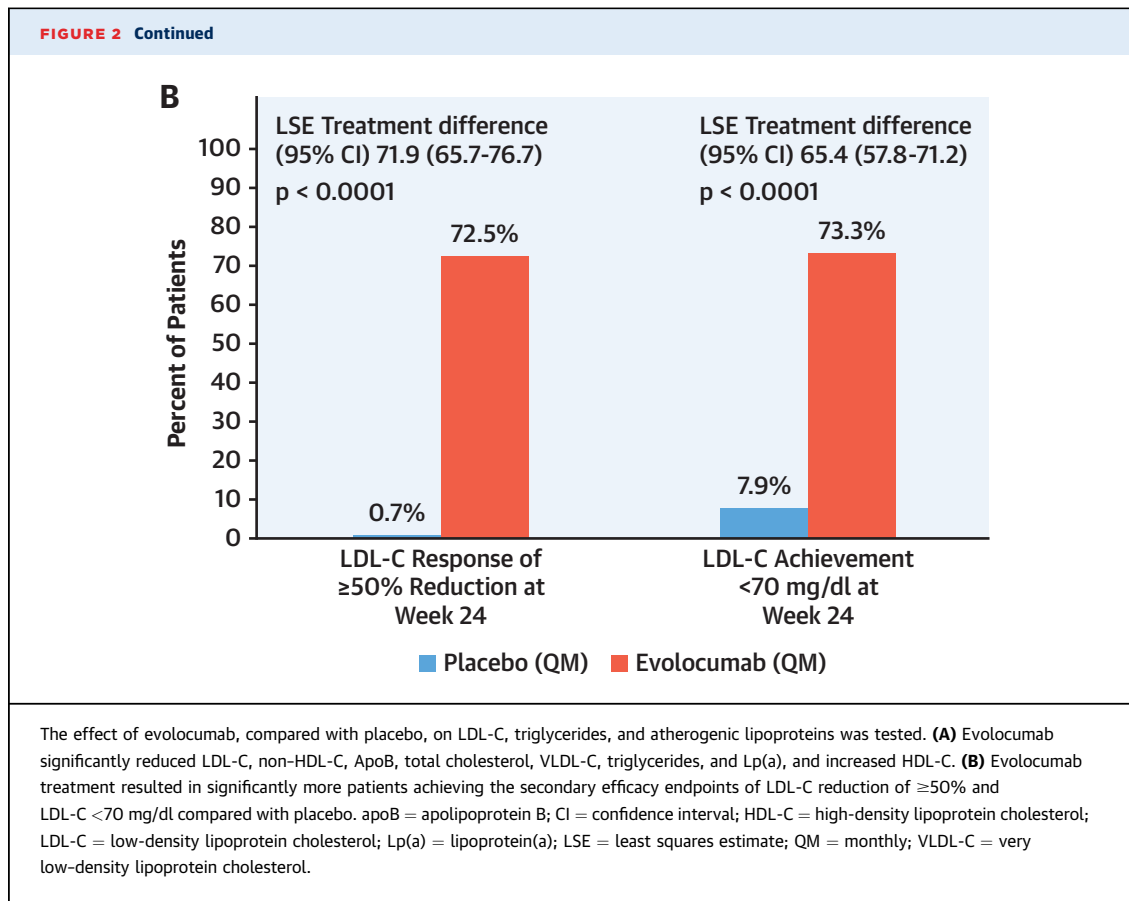 FIGURE 2 Continued
B
LSE Treatment difference
(95% CI) 71.9 (65.7-76.7)
p < 0.0001
LSE Treatment difference
(95% CI) 65.4 (57.8-71.2)
p < 0.0001
Percent of Patients
100
90
80
70
60
50
40
30
20
10
0
0.7%
72.5%
7.9%
73.3%
LDL-C Response of
≥50% Reduction at
Week 24
LDL-C Achievement
<70 mg/dl at
Week 24
Placebo (QM) Evolocumab (QM)
The effect of evolocumab, compared with placebo, on LDL-C, triglycerides, and atherogenic lipoproteins was tested. (A) Evolocumab
significantly reduced LDL-C, non-HDL-C, ApoB, total cholesterol, VLDL-C, triglycerides, and Lp(a), and increased HDL-C. (B) Evolocumab
treatment resulted in significantly more patients achieving the secondary efficacy endpoints of LDL-C reduction of ≥50% and
LDL-C <70 mg/dl compared with placebo. apoB = apolipoprotein B; CI = confidence interval; HDL-C = high-density lipoprotein cholesterol;
LDL-C = low-density lipoprotein cholesterol; Lp(a) = lipoprotein(a); LSE = least squares estimate; QM = monthly; VLDL-C = very
low-density lipoprotein cholesterol.